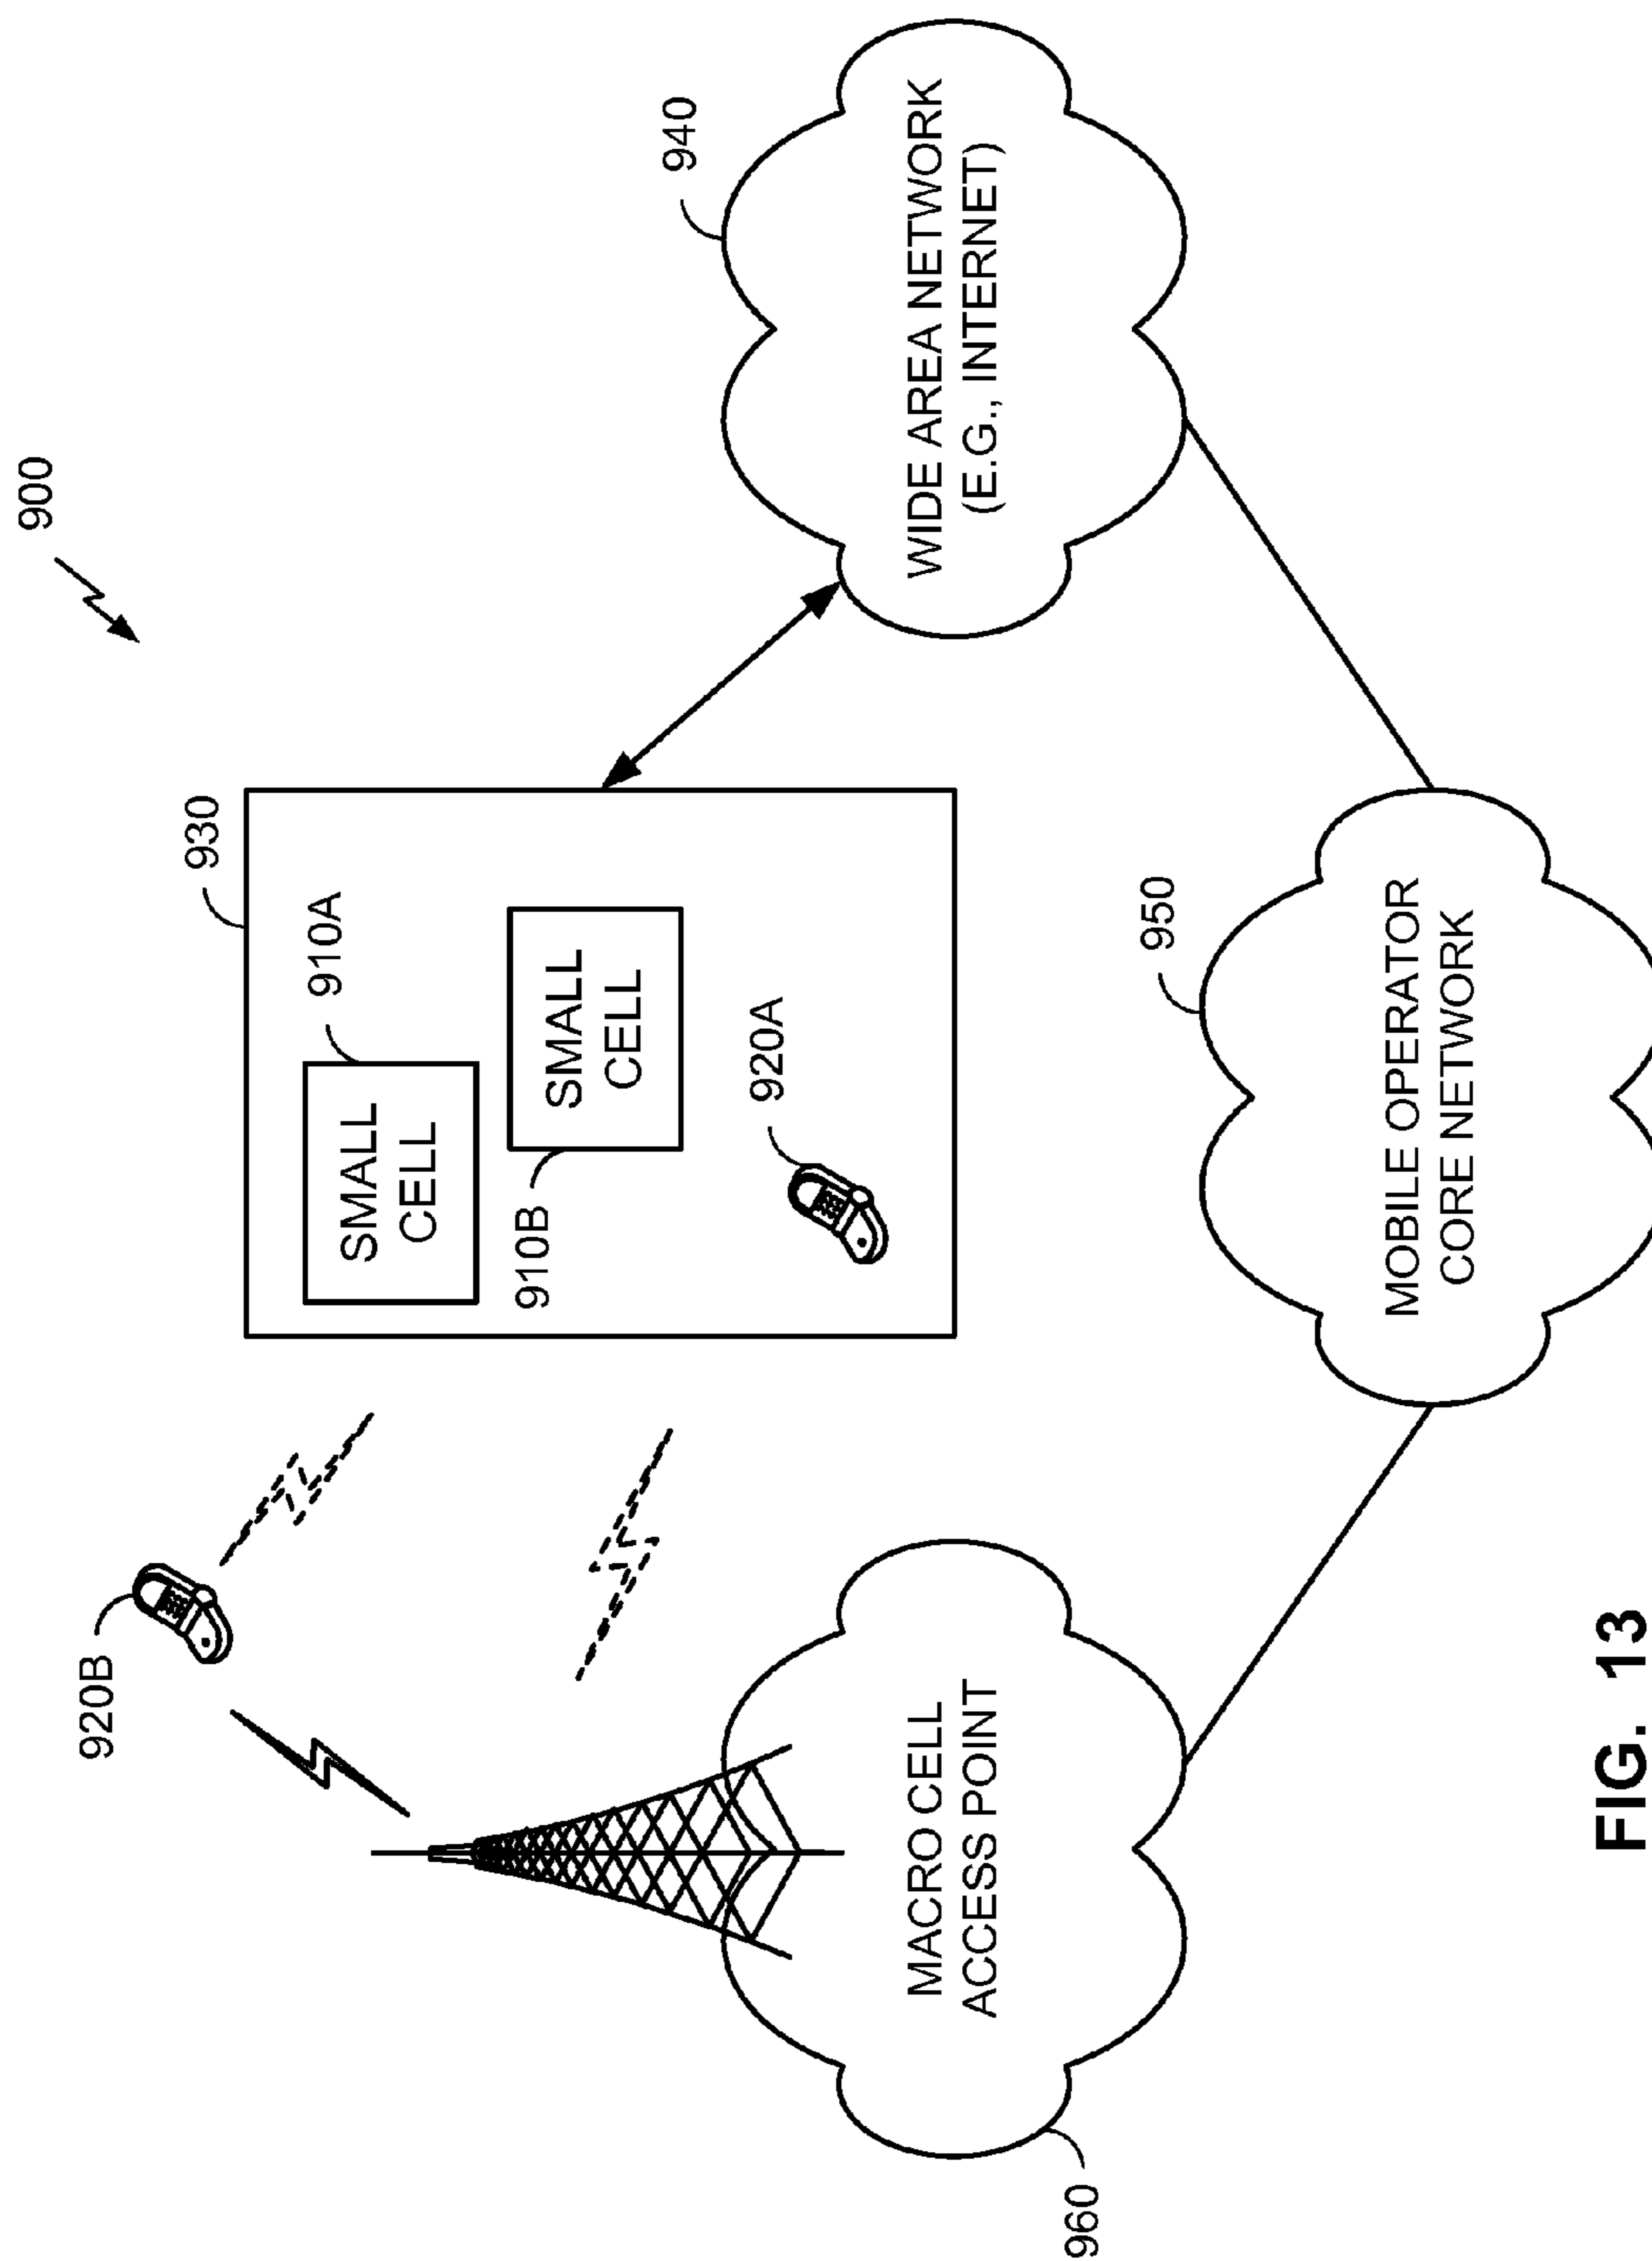 900
920B
930
SMALL
CELL
910A
910B
SMALL
CELL
920A
940
WIDE AREA NETWORK
(E.G., INTERNET)
MACRO CELL
ACCESS POINT
960
950
MOBILE OPERATOR
CORE NETWORK
FIG. 13